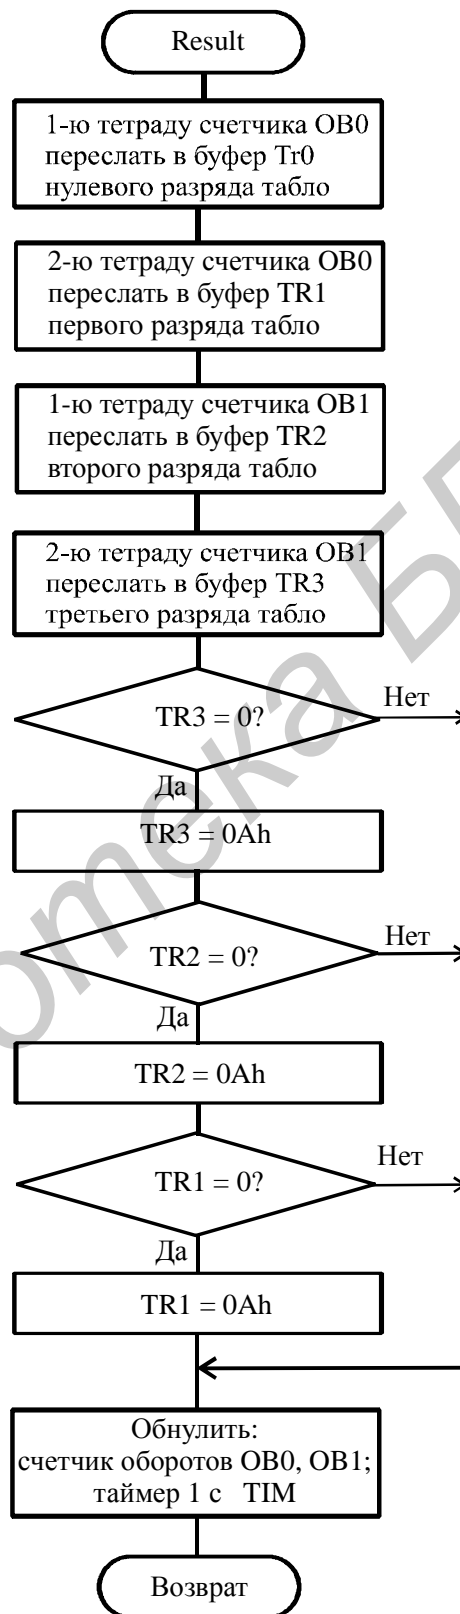 Result
1-ю тетраду счетчика OB0
переслать в буфер Tr0
нулевого разряда табло
2-ю тетраду счетчика OB0
переслать в буфер TR1
первого разряда табло
1-ю тетраду счетчика OB1
переслать в буфер TR2
второго разряда табло
2-ю тетраду счетчика OB1
переслать в буфер TR3
третьего разряда табло
TR3 = 0?
Нет
Да
TR3 = 0Ah
TR2 = 0?
Нет
Да
TR2 = 0Ah
TR1 = 0?
Нет
Да
TR1 = 0Ah
Обнулить:
счетчик оборотов OB0, OB1;
таймер 1 с TIM
Возврат